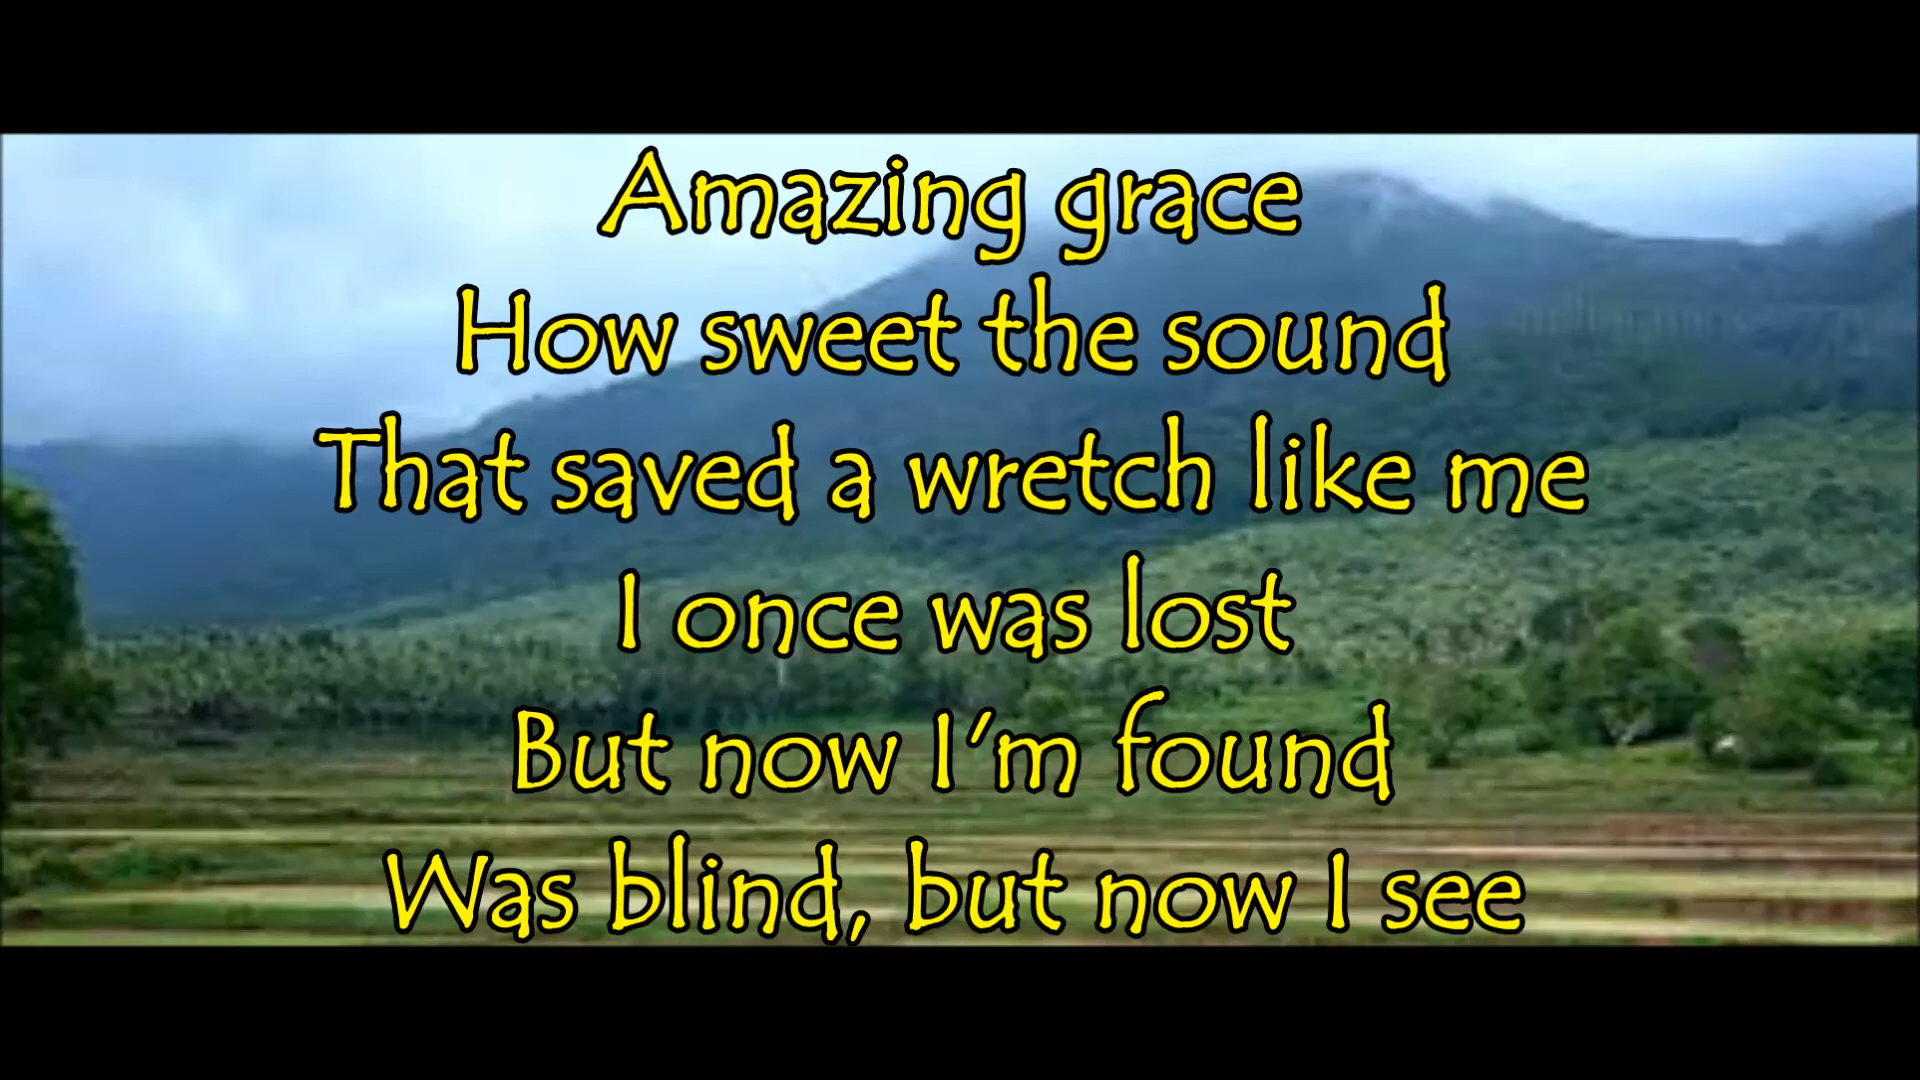 Amazing grace
How sweet the sound
That saved a wretch like me
I once was lost
But now I'm found
Was blind, but now I see